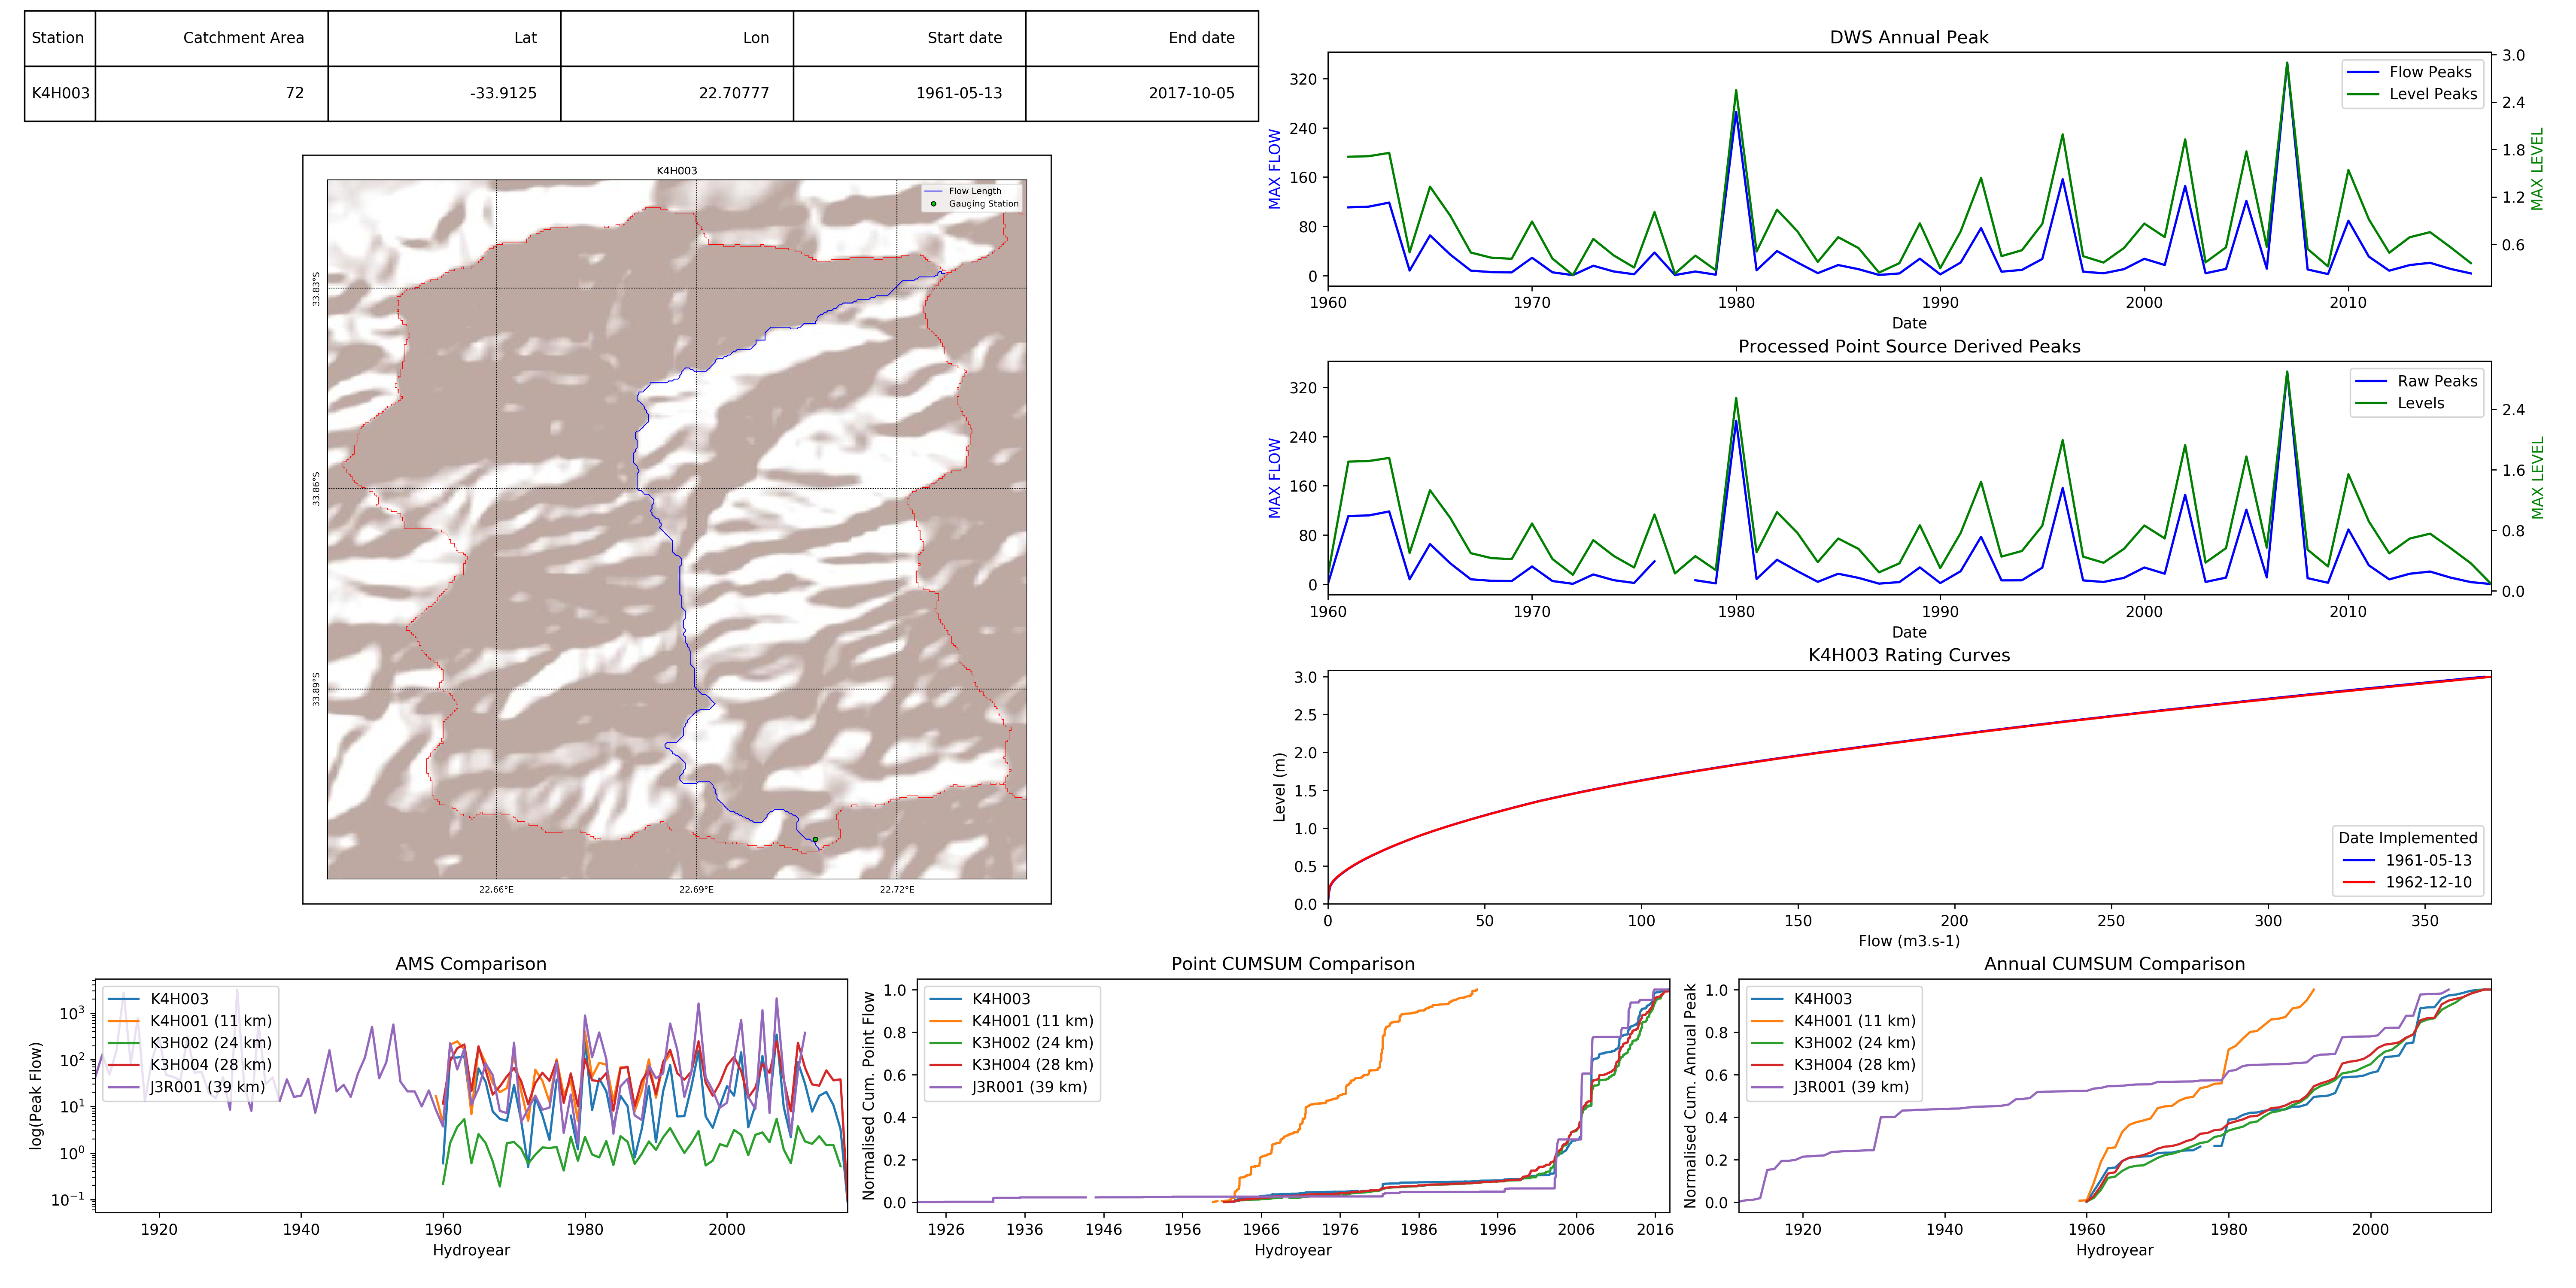 Station Catchment Area Lat Lon Start date End date
K4H003 72 -33.9125 22.70777 1961-05-13 2017-10-05
K4H003
Flow Length
Gauging Station
33.83°S
33.86°S
33.89°S
22.66°E 22.69°E 22.72°E
DWS Annual Peak
MAX FLOW
320
240
160
80
0
Flow Peaks
Level Peaks
3.0
2.4
1.8
1.2
0.6
MAX LEVEL
1960 1970 1980 1990 2000 2010
Date
Processed Point Source Derived Peaks
MAX FLOW
320
240
160
80
0
Raw Peaks
Levels
2.4
1.6
0.8
0.0
MAX LEVEL
1960 1970 1980 1990 2000 2010
Date
K4H003 Rating Curves
Level (m)
3.0
2.5
2.0
1.5
1.0
0.5
0.0
Date Implemented
1961-05-13
1962-12-10
0 50 100 150 200 250 300 350
Flow (m3.s-1)
AMS Comparison
log(Peak Flow)
10³
10²
10¹
10⁰
10⁻¹
K4H003
K4H001 (11 km)
K3H002 (24 km)
K3H004 (28 km)
J3R001 (39 km)
1920 1940 1960 1980 2000
Hydroyear
Point CUMSUM Comparison
Normalised Cum. Point Flow
1.0
0.8
0.6
0.4
0.2
0.0
K4H003
K4H001 (11 km)
K3H002 (24 km)
K3H004 (28 km)
J3R001 (39 km)
1926 1936 1946 1956 1966 1976 1986 1996 2006 2016
Hydroyear
Annual CUMSUM Comparison
Normalised Cum. Annual Peak
1.0
0.8
0.6
0.4
0.2
0.0
K4H003
K4H001 (11 km)
K3H002 (24 km)
K3H004 (28 km)
J3R001 (39 km)
1920 1940 1960 1980 2000
Hydroyear